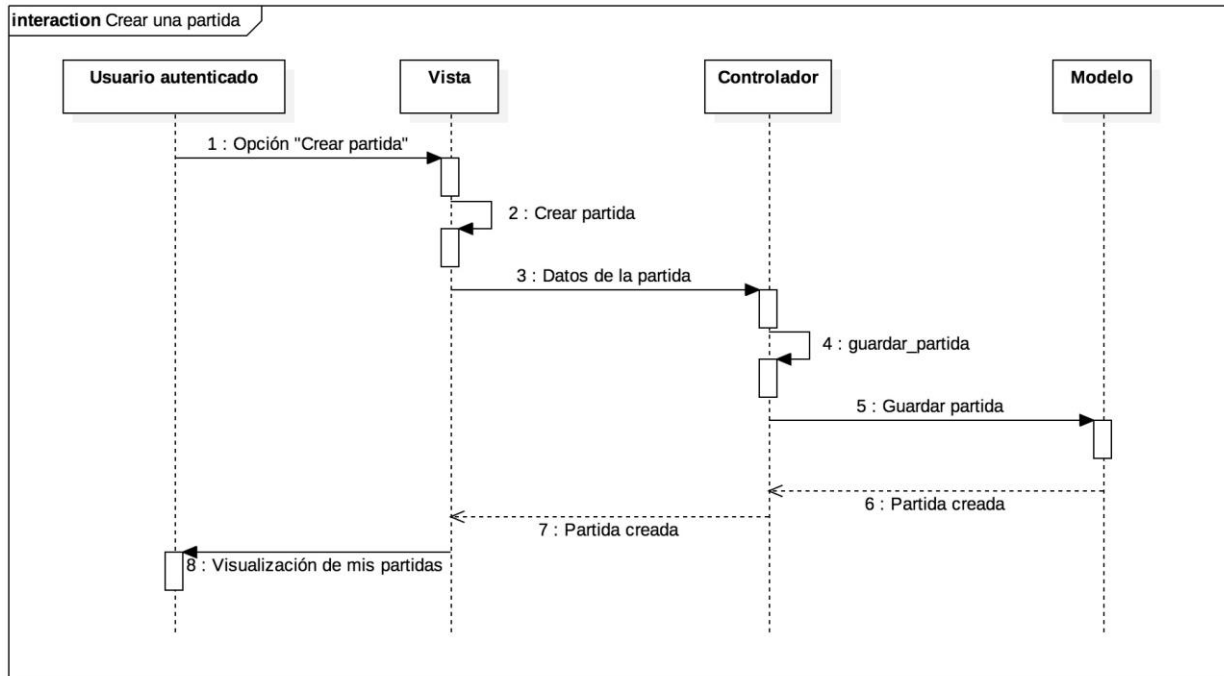 interaction Crear una partida
Usuario autenticado
Vista
Controlador
Modelo
1 : Opción "Crear partida"
2 : Crear partida
3 : Datos de la partida
4 : guardar_partida
5 : Guardar partida
6 : Partida creada
7 : Partida creada
8 : Visualización de mis partidas